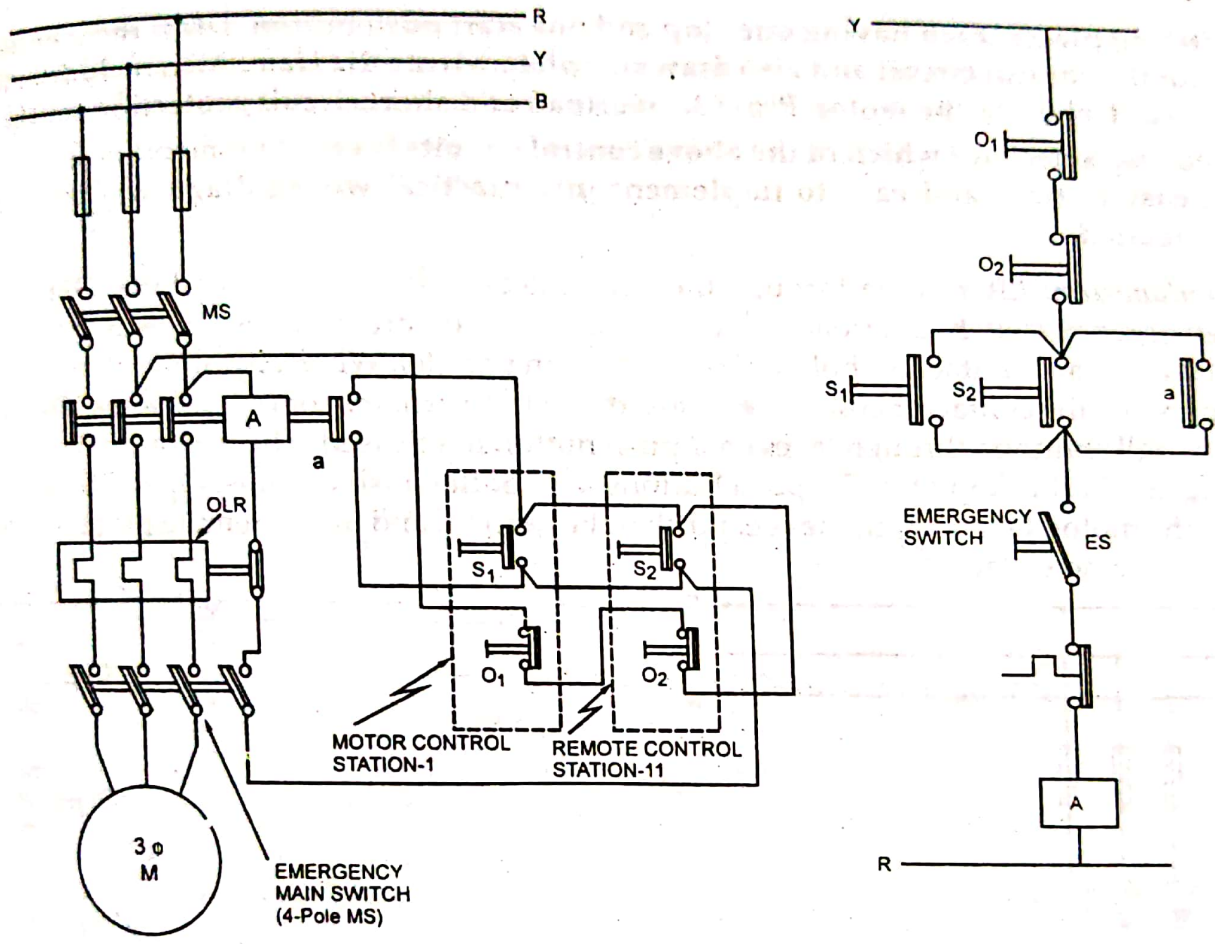 R
Y
B
MS
A
a
OLR
S1
S2
O1
O2
MOTOR CONTROL
STATION-1
REMOTE CONTROL
STATION-11
3 φ
M
EMERGENCY
MAIN SWITCH
(4-Pole MS)
Y
O1
O2
S1
S2
a
EMERGENCY
SWITCH
ES
A
R